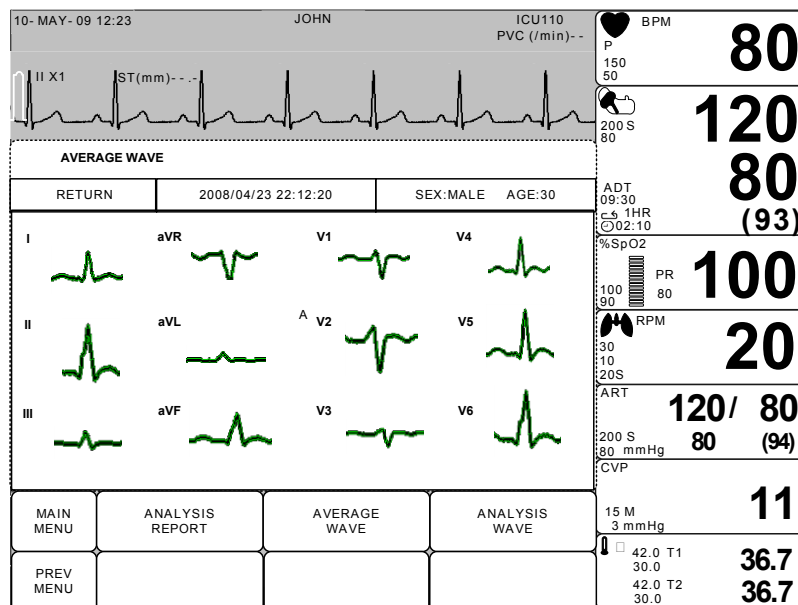 10- MAY- 09 12:23 JOHN ICU110
PVC (/min)- -
II X1 ST(mm)- - .-
AVERAGE WAVE
RETURN 2008/04/23 22:12:20 SEX:MALE AGE:30
I aVR V1 V4
II aVL A V2 V5
III aVF V3 V6
MAIN MENU
ANALYSIS REPORT
AVERAGE WAVE
ANALYSIS WAVE
PREV MENU
BPM
P
150
50
80
200 S
80
120
80
ADT
09:30
1HR
02:10
(93)
%SpO2
100
90
PR
80
100
RPM
30
10
20S
20
ART
120/ 80
200 S
80 mmHg
80 (94)
CVP
15 M
3 mmHg
11
42.0 T1
30.0
36.7
42.0 T2
30.0
36.7